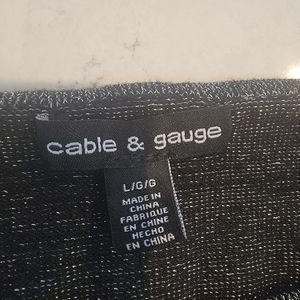 cable & gauge
L/G/G
MADE IN
CHINA
FABRIQUE
EN CHINE
HECHO
EN CHINA